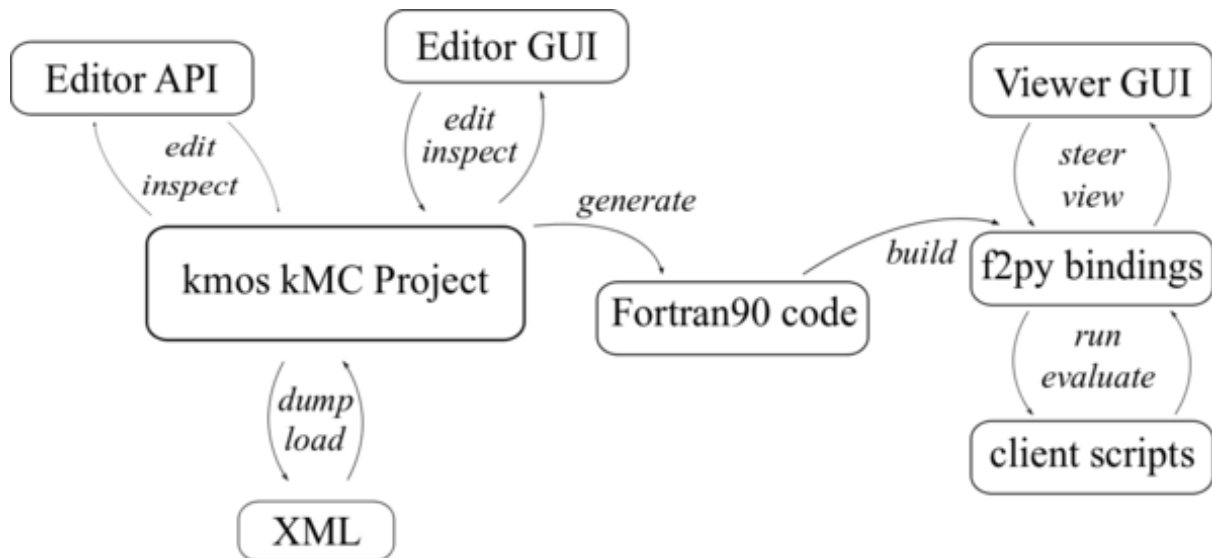 Editor API
Editor GUI
Viewer GUI
edit
inspect
edit
inspect
steer
view
generate
kmos kMC Project
build
f2py bindings
Fortran90 code
run
evaluate
dump
load
client scripts
XML